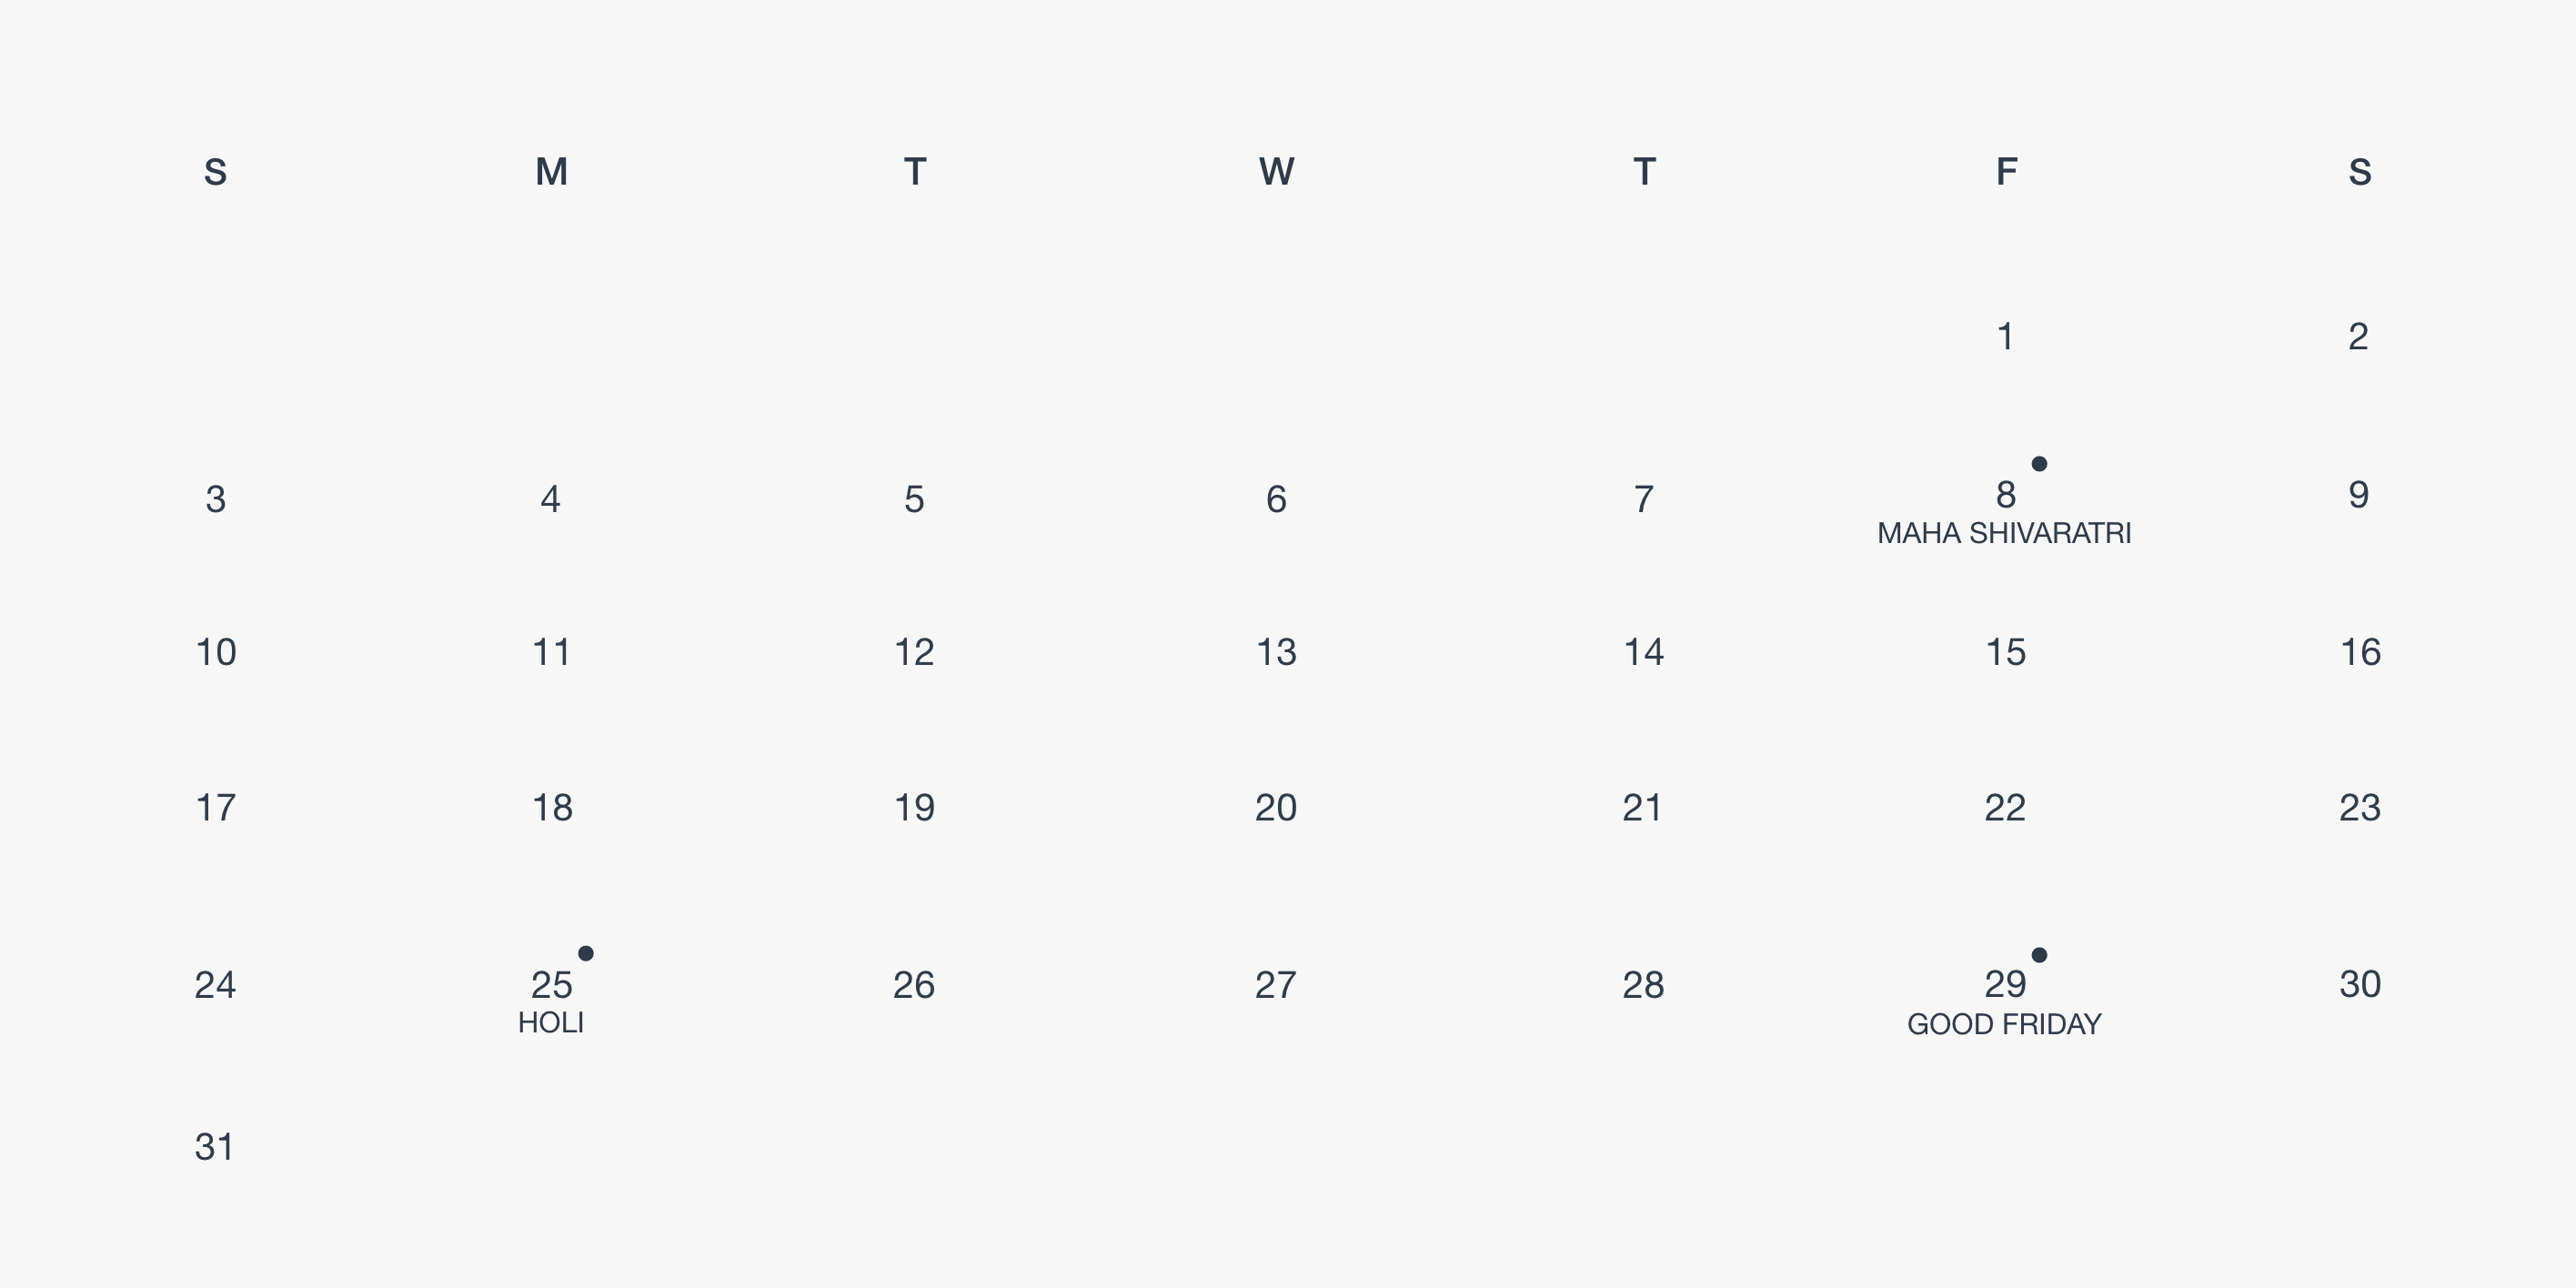 S M T W T F S
1 2
3 4 5 6 7 8 9
MAHA SHIVARATRI
10 11 12 13 14 15 16
17 18 19 20 21 22 23
24 25 26 27 28 29 30
HOLI GOOD FRIDAY
31